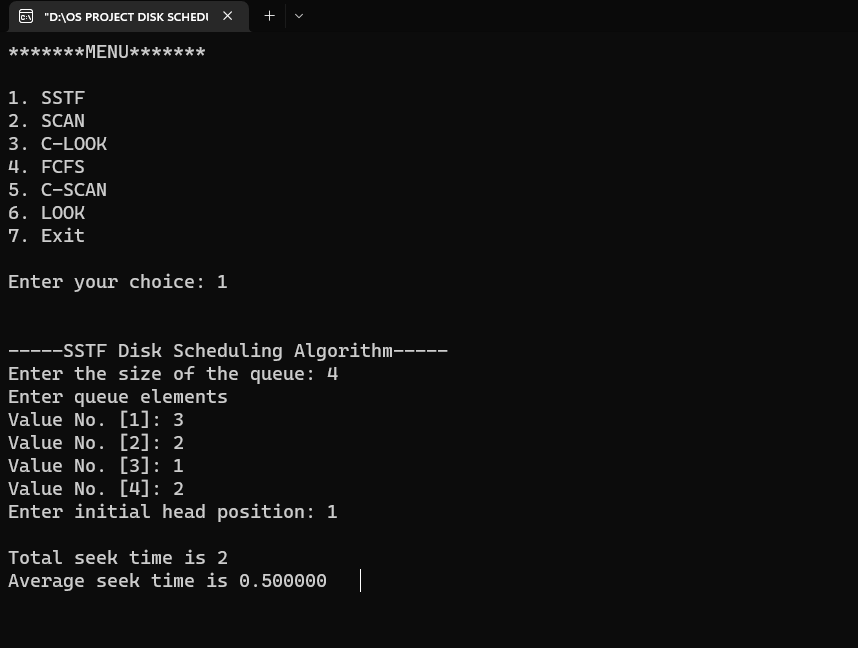 "D:\OS PROJECT DISK SCHEDU
*******MENU*******
1. SSTF
2. SCAN
3. C-LOOK
4. FCFS
5. C-SCAN
6. LOOK
7. Exit
Enter your choice: 1
-----SSTF Disk Scheduling Algorithm-----
Enter the size of the queue: 4
Enter queue elements
Value No. [1]: 3
Value No. [2]: 2
Value No. [3]: 1
Value No. [4]: 2
Enter initial head position: 1
Total seek time is 2
Average seek time is 0.500000